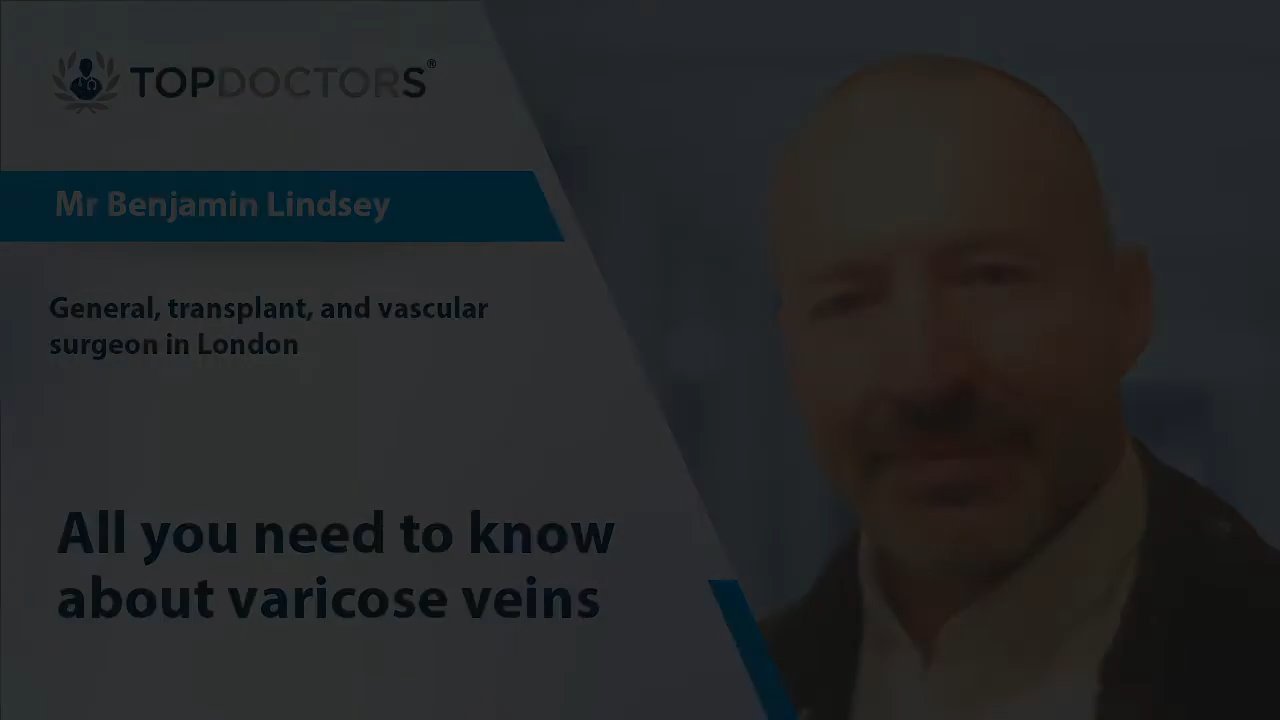 TOPDOCTORS®
Mr Benjamin Lindsey
General, transplant, and vascular
surgeon in London
All you need to know
about varicose veins